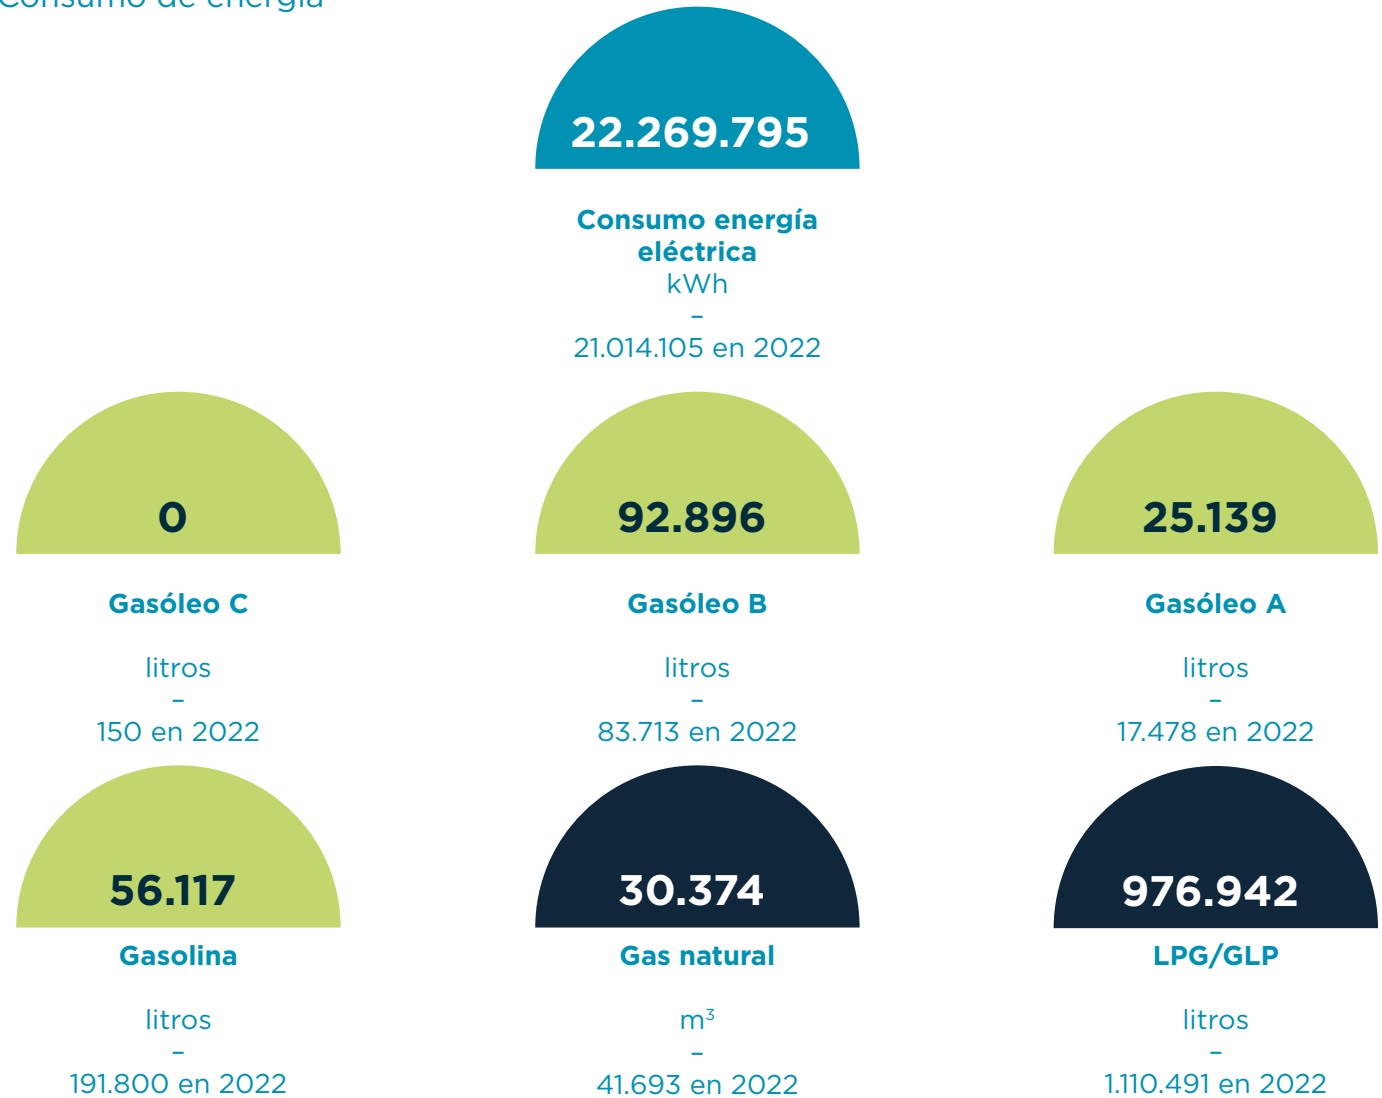 Consumo de energía
22.269.795
Consumo energía
eléctrica
kWh
–
21.014.105 en 2022
0
Gasóleo C
litros
–
150 en 2022
92.896
Gasóleo B
litros
–
83.713 en 2022
25.139
Gasóleo A
litros
–
17.478 en 2022
56.117
Gasolina
litros
–
191.800 en 2022
30.374
Gas natural
m³
–
41.693 en 2022
976.942
LPG/GLP
litros
–
1.110.491 en 2022